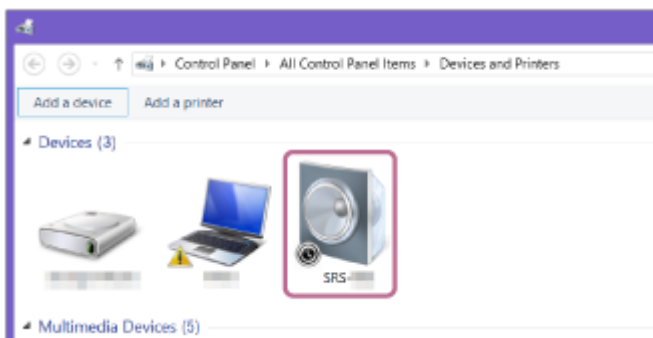 Control Panel ▸ All Control Panel Items ▸ Devices and Printers
Add a device Add a printer
Devices (3)
SRS-
Multimedia Devices (5)